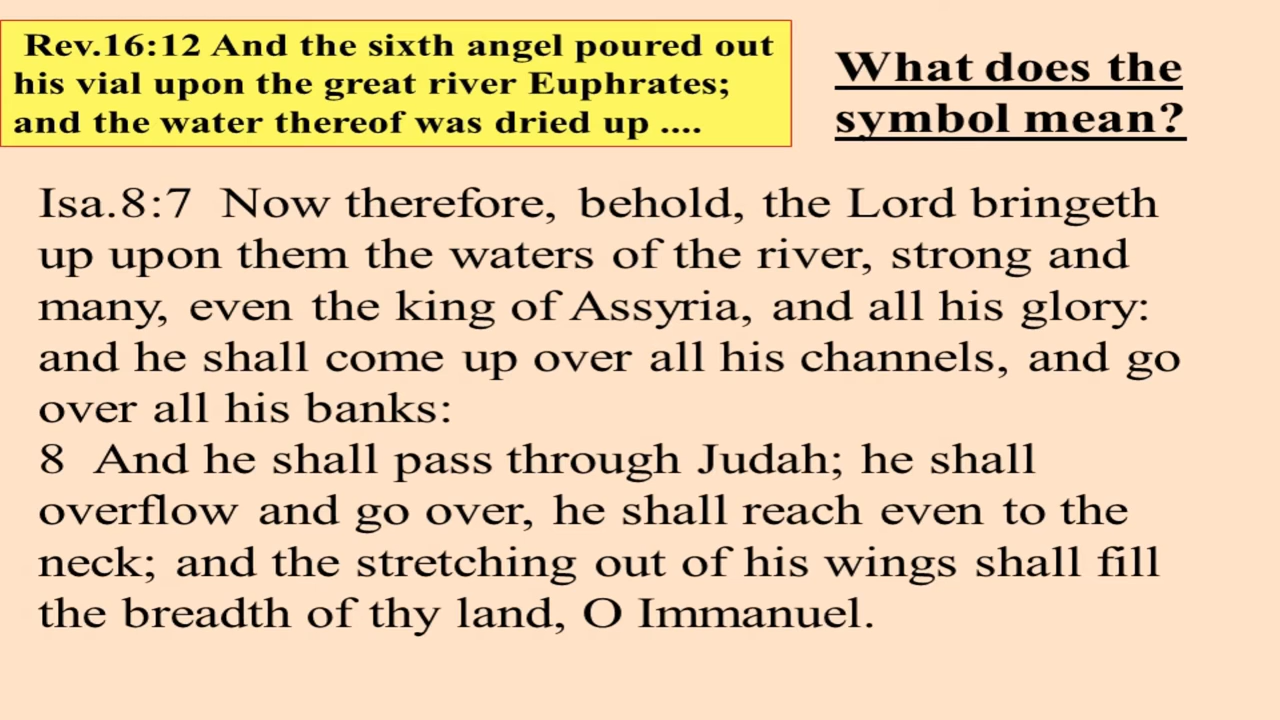 Rev.16:12 And the sixth angel poured out
his vial upon the great river Euphrates;
and the water thereof was dried up ....
What does the
symbol mean?
Isa.8:7 Now therefore, behold, the Lord bringeth
up upon them the waters of the river, strong and
many, even the king of Assyria, and all his glory:
and he shall come up over all his channels, and go
over all his banks:
8 And he shall pass through Judah; he shall
overflow and go over, he shall reach even to the
neck; and the stretching out of his wings shall fill
the breadth of thy land, O Immanuel.